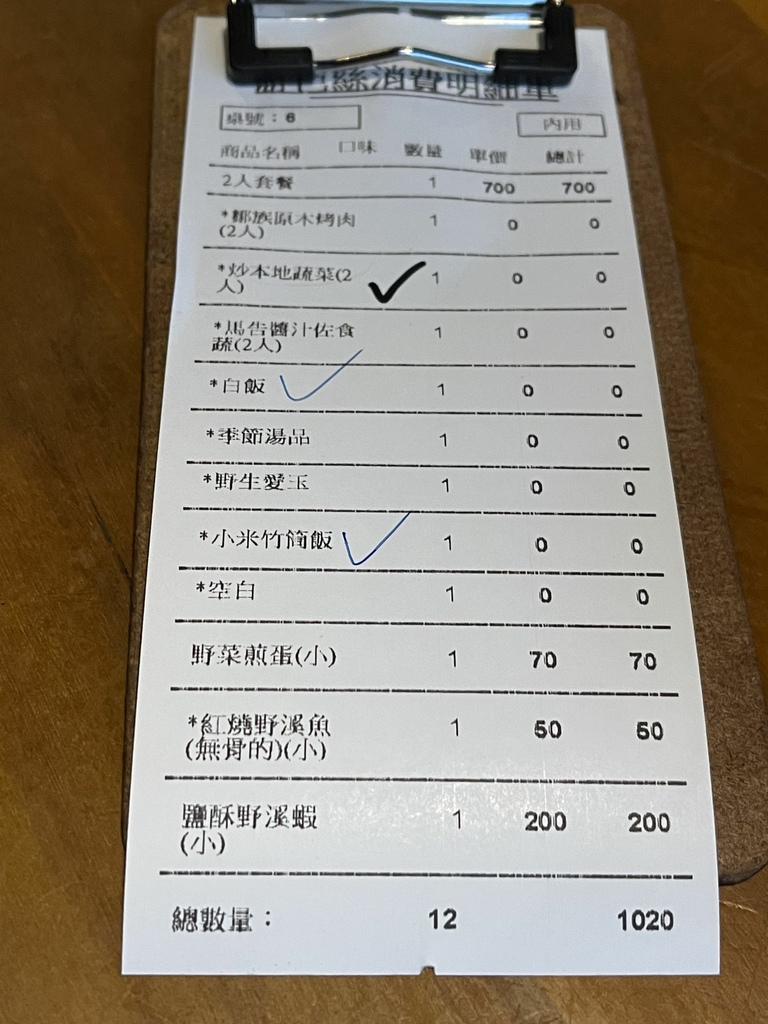 絲消費明細單
桌號：6 內用
商品名稱 口味 數量 單價 總計
2人套餐 1 700 700
*鄒族原木烤肉 1 0 0
(2人)
*炒本地蔬菜(2 1 0 0
人)
*馬告醬汁佐食 1 0 0
蔬(2人)
*白飯 1 0 0
*季節湯品 1 0 0
*野生愛玉 1 0 0
*小米竹筒飯 1 0 0
*空白 1 0 0
野菜煎蛋(小) 1 70 70
*紅燒野溪魚 1 50 50
(無骨的)(小)
鹽酥野溪蝦 1 200 200
(小)
總數量： 12 1020